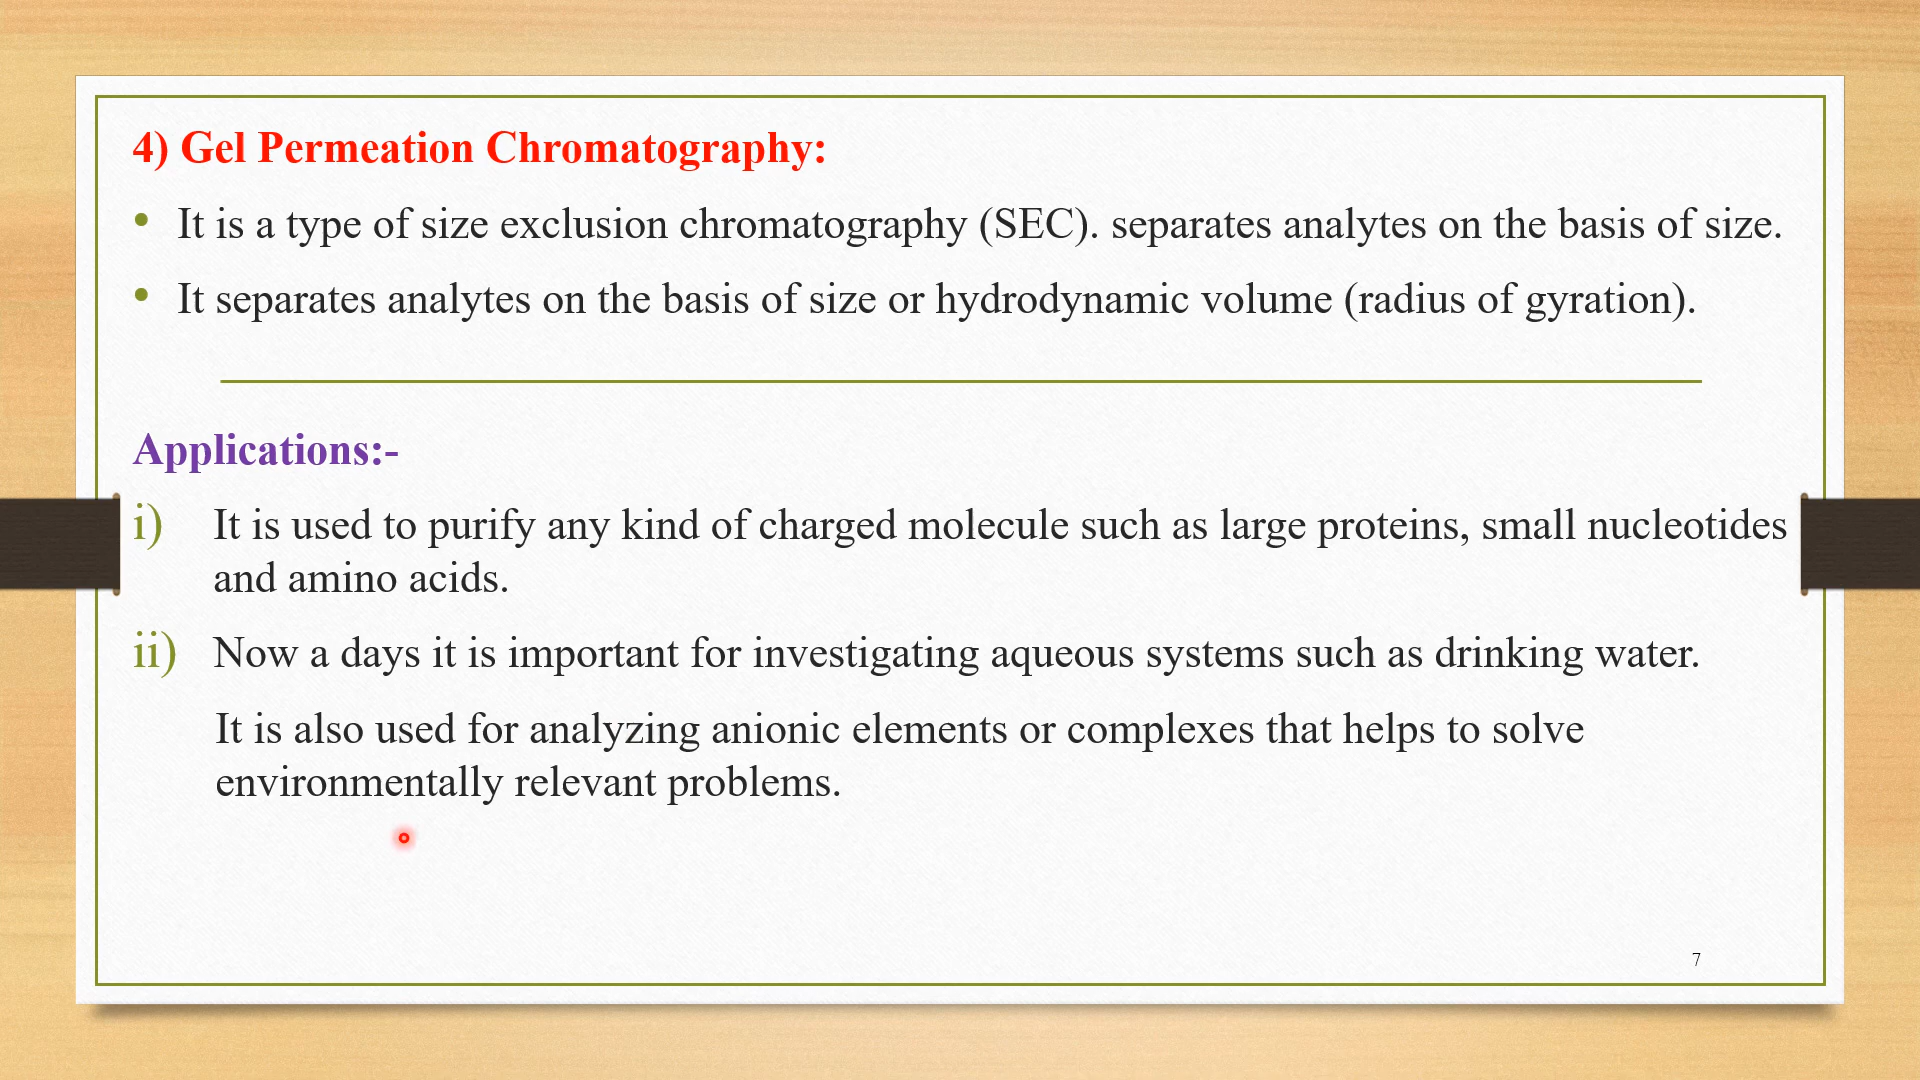 4) Gel Permeation Chromatography:
• It is a type of size exclusion chromatography (SEC). separates analytes on the basis of size.
• It separates analytes on the basis of size or hydrodynamic volume (radius of gyration).
Applications:-
i) It is used to purify any kind of charged molecule such as large proteins, small nucleotides
and amino acids.
ii) Now a days it is important for investigating aqueous systems such as drinking water.
It is also used for analyzing anionic elements or complexes that helps to solve
environmentally relevant problems.
7